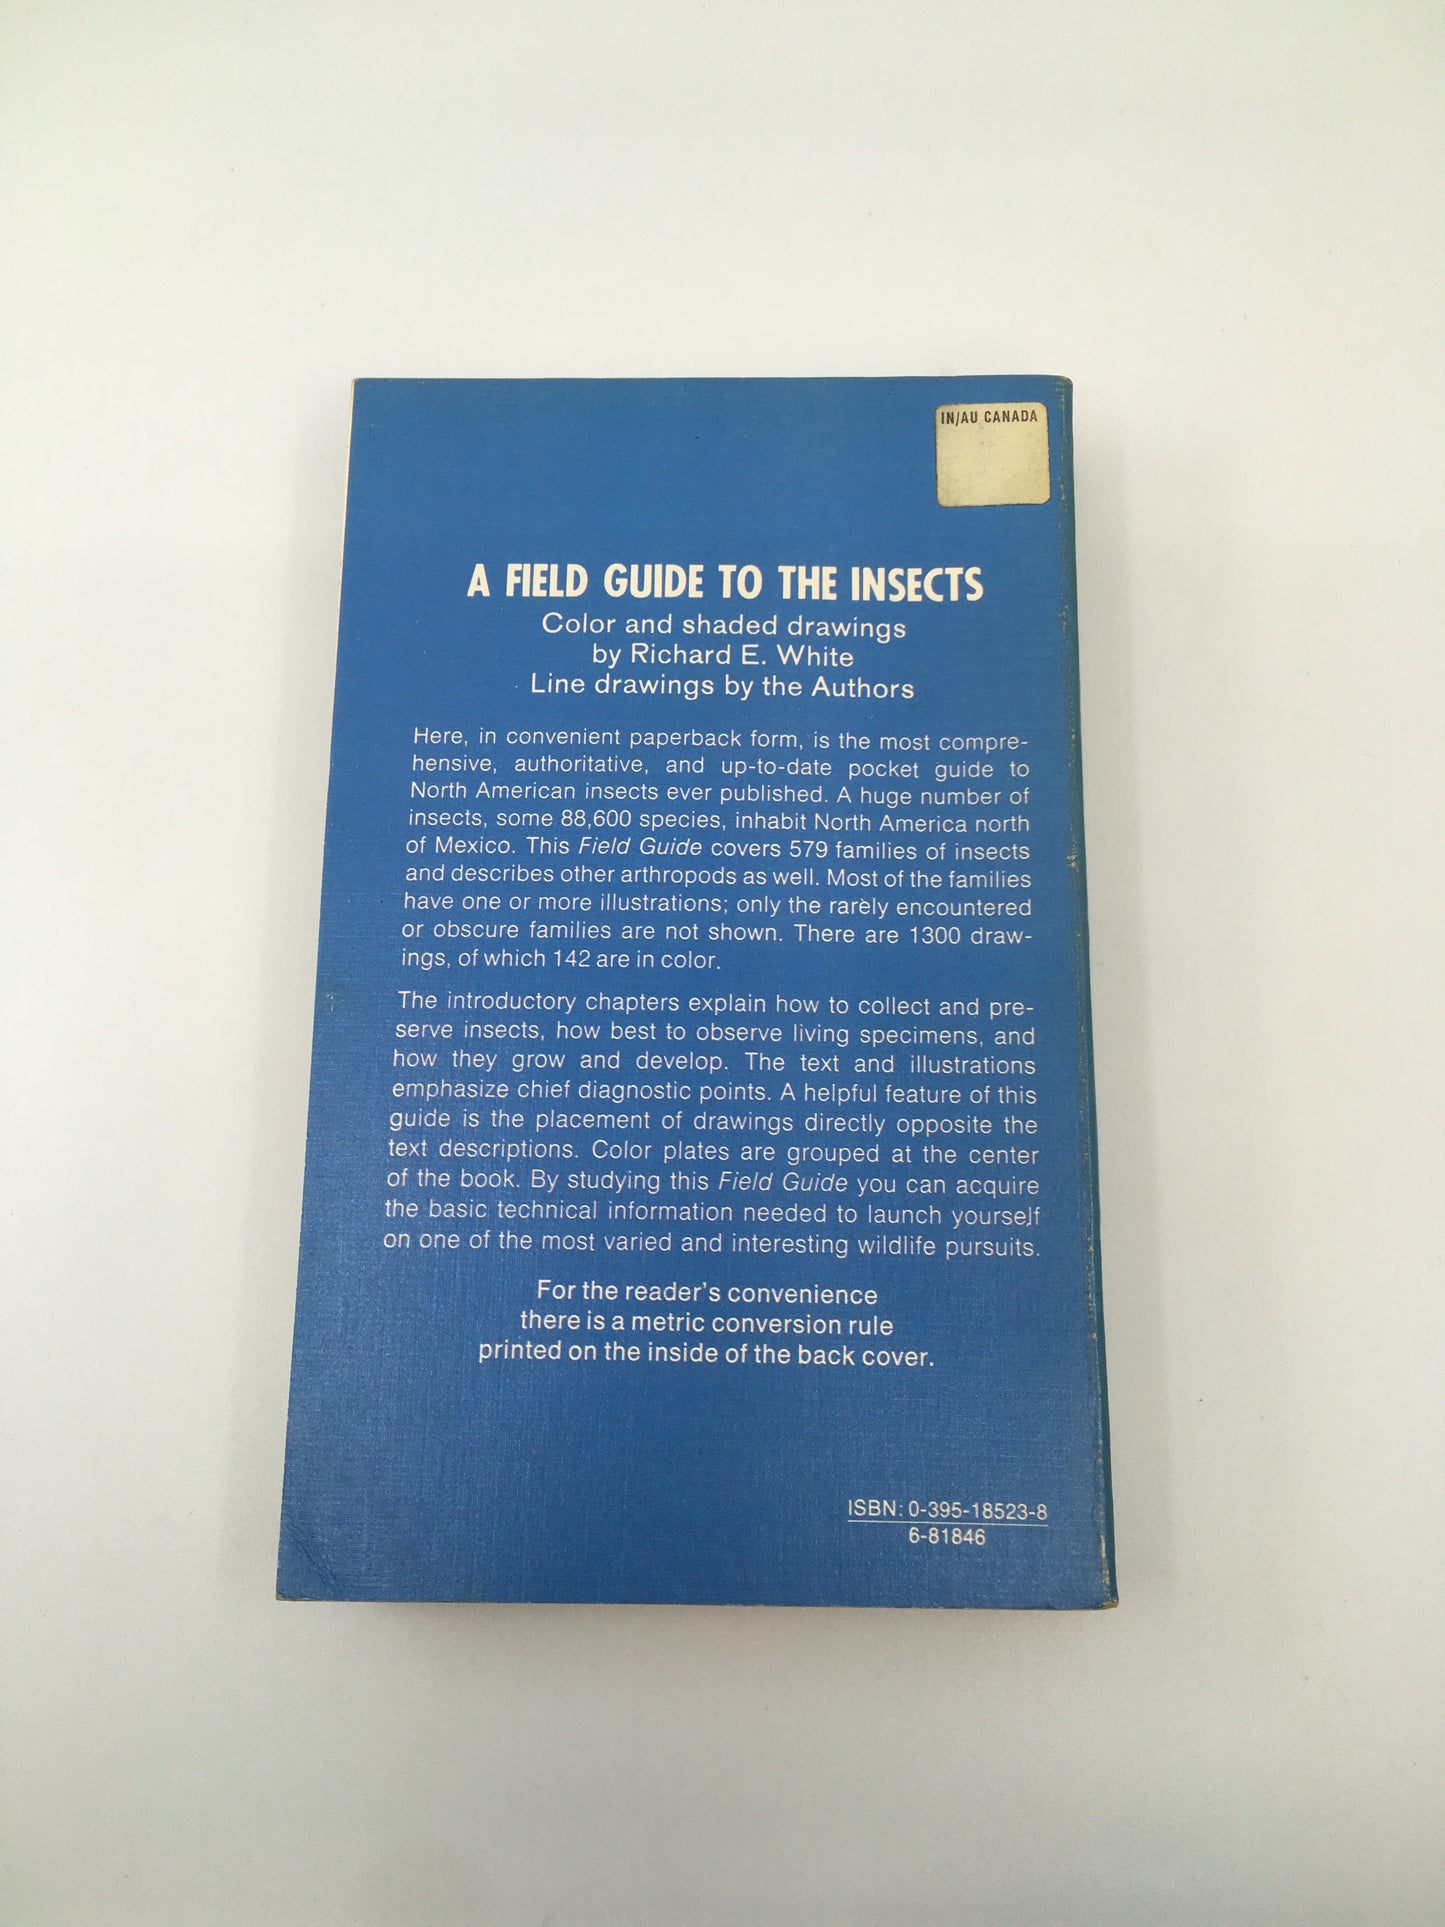 IN/AU CANADA
A FIELD GUIDE TO THE INSECTS
Color and shaded drawings
by Richard E. White
Line drawings by the Authors
Here, in convenient paperback form, is the most compre-
hensive, authoritative, and up-to-date pocket guide to
North American insects ever published. A huge number of
insects, some 88,600 species, inhabit North America north
of Mexico. This Field Guide covers 579 families of insects
and describes other arthropods as well. Most of the families
have one or more illustrations; only the rarely encountered
or obscure families are not shown. There are 1300 draw-
ings, of which 142 are in color.
The introductory chapters explain how to collect and pre-
serve insects, how best to observe living specimens, and
how they grow and develop. The text and illustrations
emphasize chief diagnostic points. A helpful feature of this
guide is the placement of drawings directly opposite the
text descriptions. Color plates are grouped at the center
of the book. By studying this Field Guide you can acquire
the basic technical information needed to launch yourself
on one of the most varied and interesting wildlife pursuits.
For the reader's convenience
there is a metric conversion rule
printed on the inside of the back cover.
ISBN: 0-395-18523-8
6-81846